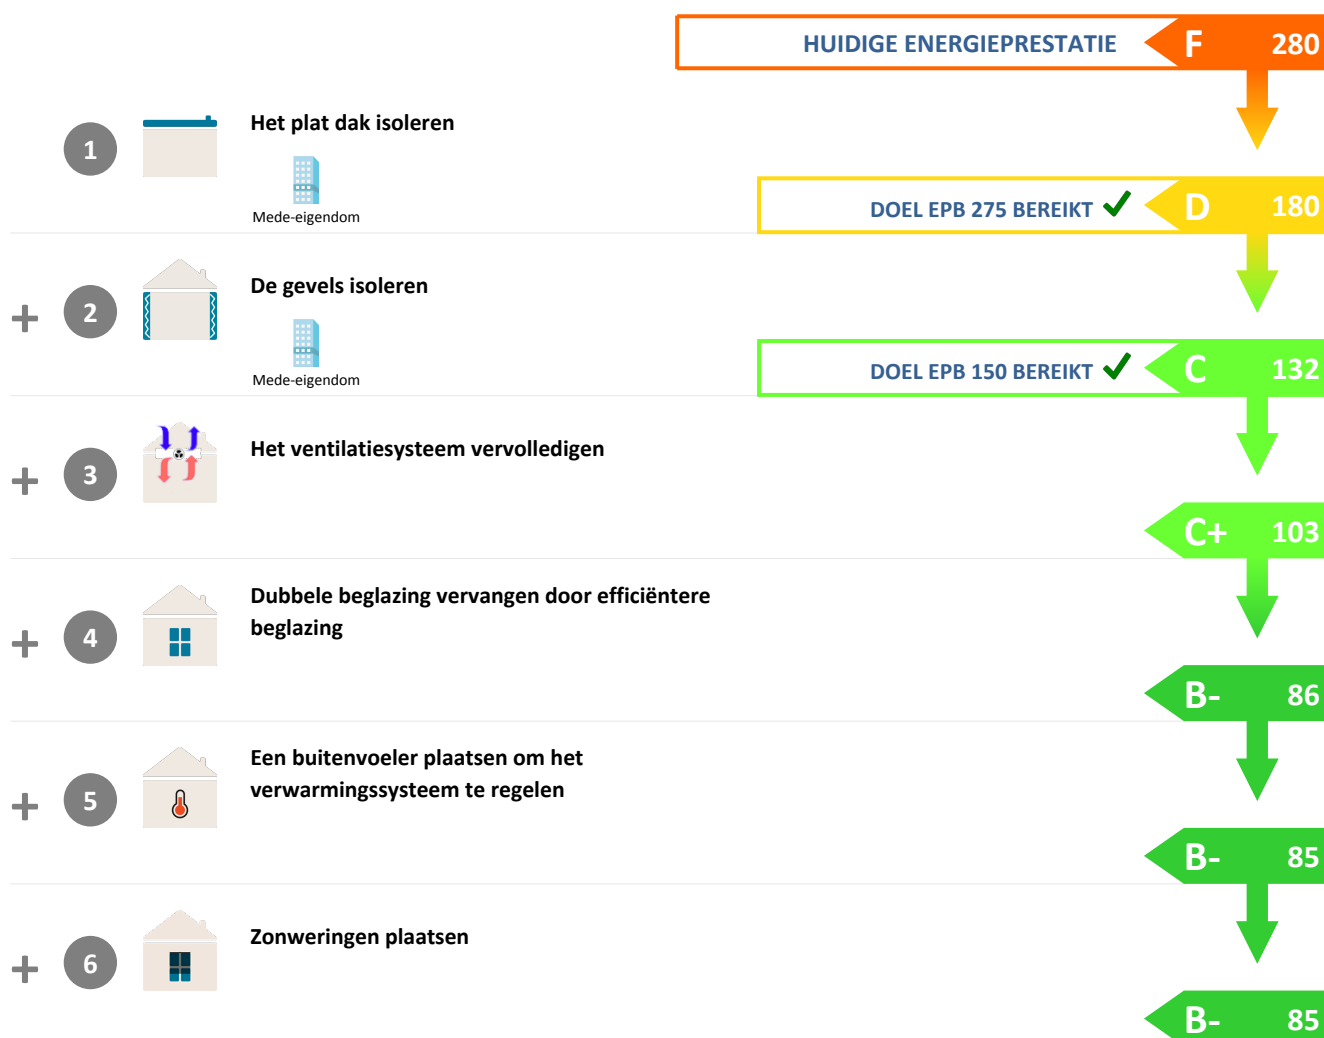 HUIDIGE ENERGIEPRESTATIE F 280
1 Het plat dak isoleren
Mede-eigendom
DOEL EPB 275 BEREIKT D 180
+ 2 De gevels isoleren
Mede-eigendom
DOEL EPB 150 BEREIKT C 132
+ 3 Het ventilatiesysteem vervolledigen
C+ 103
+ 4 Dubbele beglazing vervangen door efficiëntere
beglazing
B- 86
+ 5 Een buitenvoeler plaatsen om het
verwarmingssysteem te regelen
B- 85
+ 6 Zonweringen plaatsen
B- 85